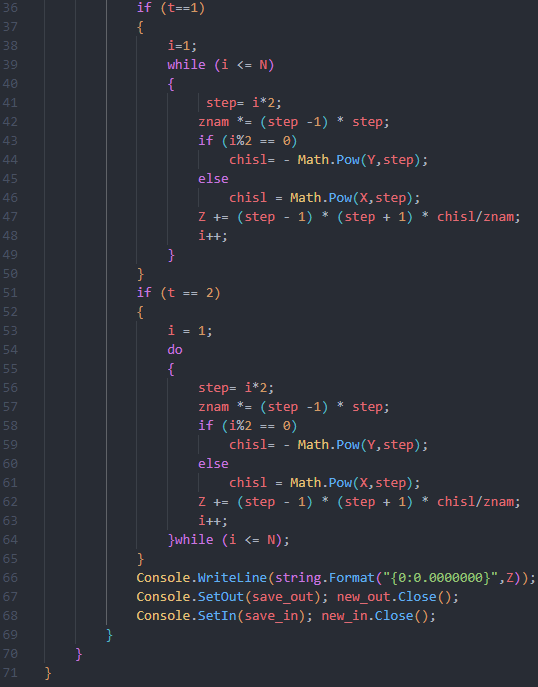 36 if (t==1)
37 {
38 i=1;
39 while (i <= N)
40 {
41 step= i*2;
42 znam *= (step -1) * step;
43 if (i%2 == 0)
44 chisl= - Math.Pow(Y,step);
45 else
46 chisl = Math.Pow(X,step);
47 Z += (step - 1) * (step + 1) * chisl/znam;
48 i++;
49 }
50 }
51 if (t == 2)
52 {
53 i = 1;
54 do
55 {
56 step= i*2;
57 znam *= (step -1) * step;
58 if (i%2 == 0)
59 chisl= - Math.Pow(Y,step);
60 else
61 chisl = Math.Pow(X,step);
62 Z += (step - 1) * (step + 1) * chisl/znam;
63 i++;
64 }while (i <= N);
65 }
66 Console.WriteLine(string.Format("{0:0.0000000}",Z));
67 Console.SetOut(save_out); new_out.Close();
68 Console.SetIn(save_in); new_in.Close();
69 }
70 }
71 }